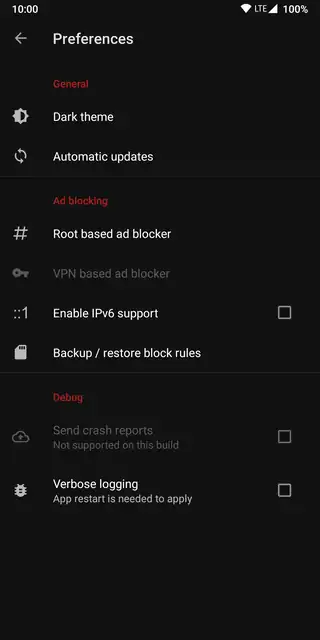 10:00
LTE
100%
Preferences
General
Dark theme
Automatic updates
Ad blocking
#
Root based ad blocker
VPN based ad blocker
::1
Enable IPv6 support
Backup / restore block rules
Debug
Send crash reports
Not supported on this build
Verbose logging
App restart is needed to apply